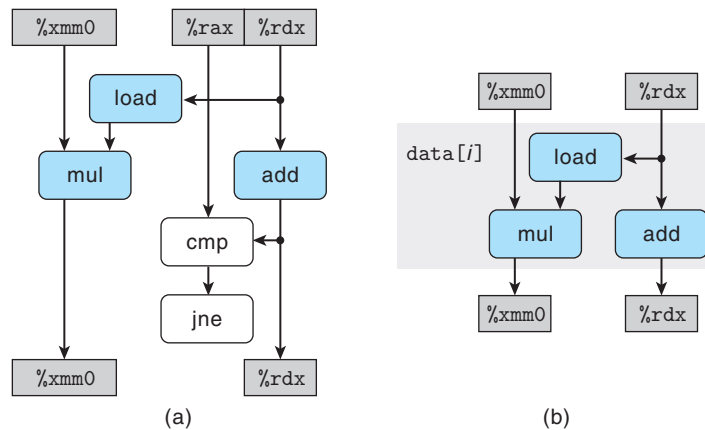 %xmm0 %rax %rdx
load
mul add
cmp
jne
%xmm0 %rdx
(a)
%xmm0 %rdx
data[i] load
mul add
%xmm0 %rdx
(b)